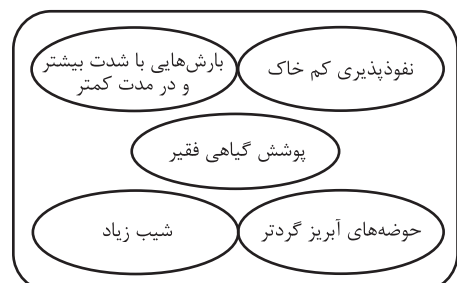 نفوذپذیری کم خاک
بارش‌هایی با شدت بیشتر
و در مدت کمتر
پوشش گیاهی فقیر
حوضه‌های آبریز گردتر
شیب زیاد